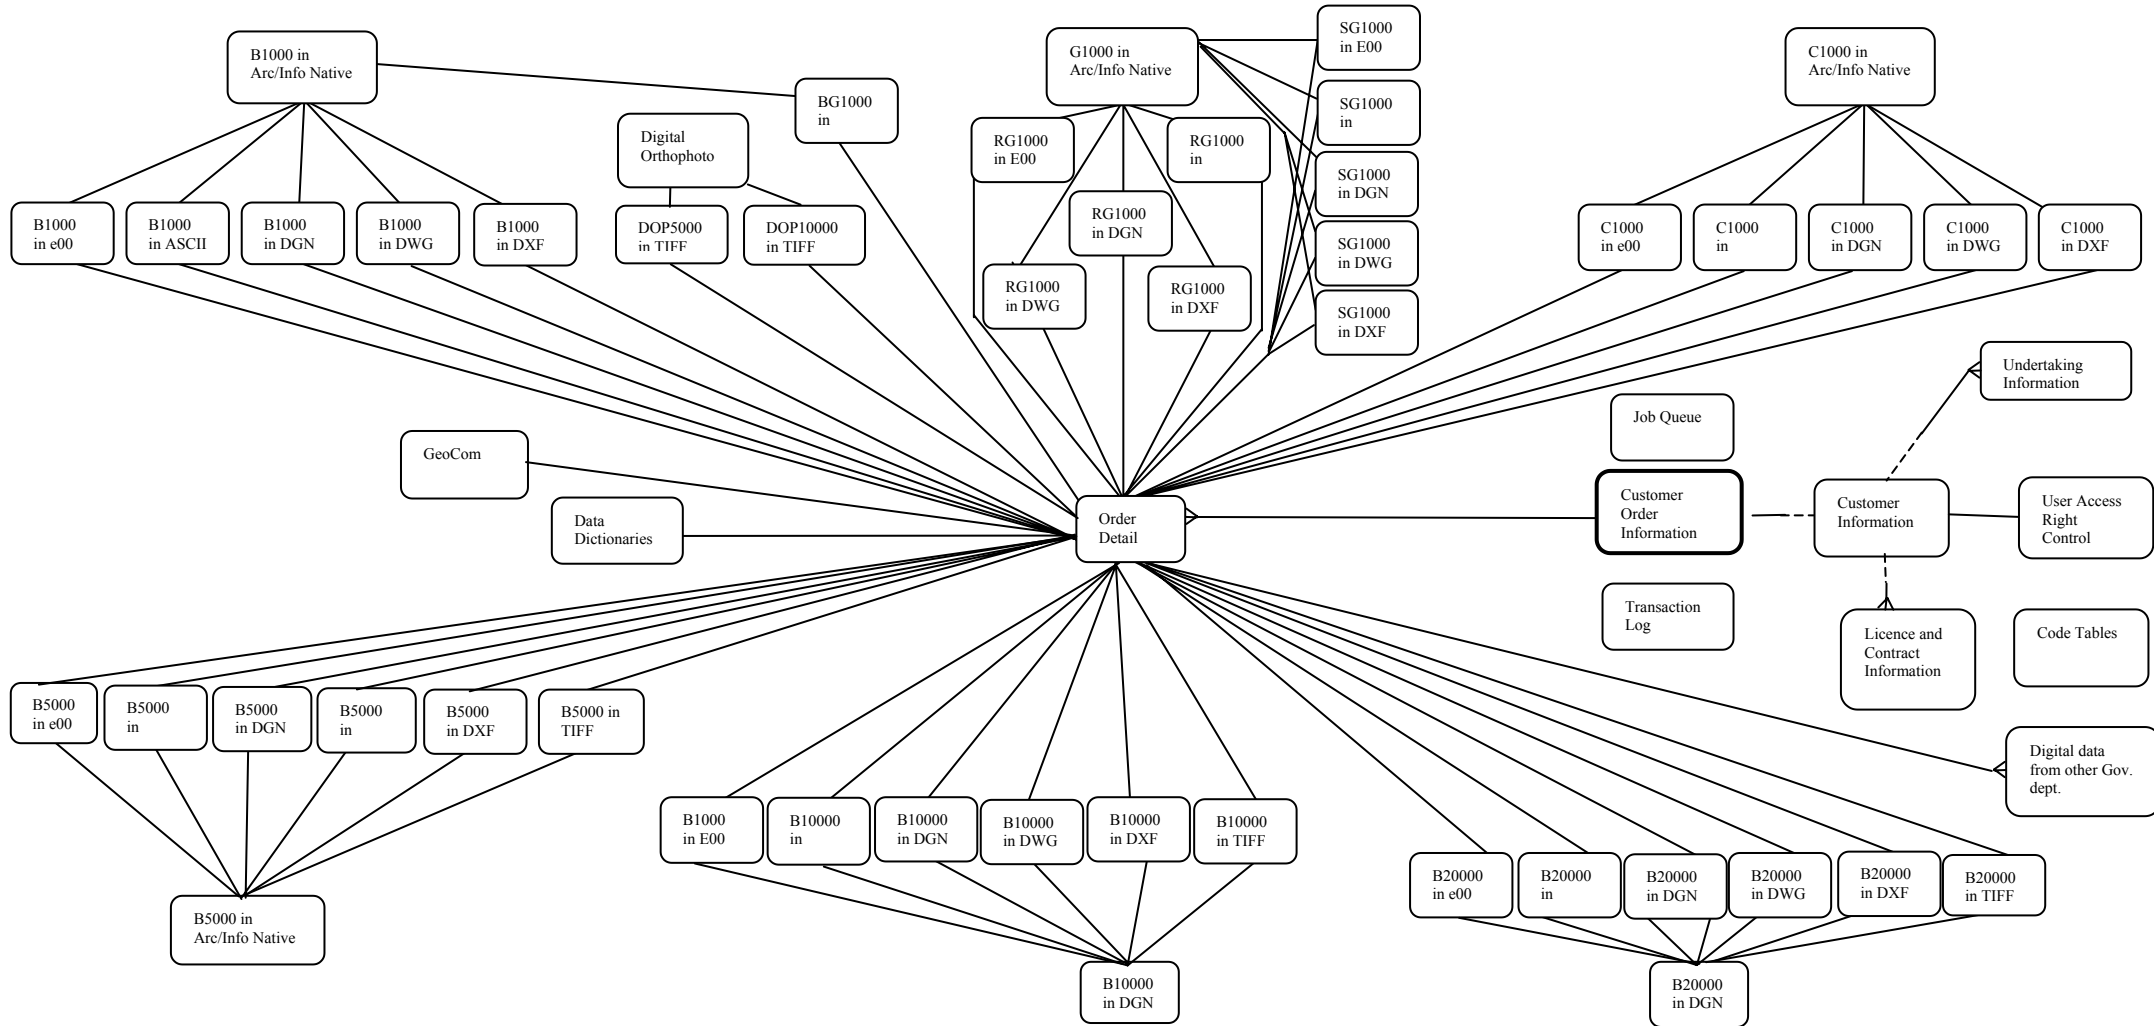 B1000 in
Arc/Info Native
BG1000
in
Digital
Orthophoto
B1000
in e00
B1000
in ASCII
B1000
in DGN
B1000
in DWG
B1000
in DXF
DOP5000
in TIFF
DOP10000
in TIFF
G1000 in
Arc/Info Native
RG1000
in E00
RG1000
in
RG1000
in DGN
RG1000
in DWG
RG1000
in DXF
SG1000
in E00
SG1000
in
SG1000
in DGN
SG1000
in DWG
SG1000
in DXF
C1000 in
Arc/Info Native
C1000
in e00
C1000
in
C1000
in DGN
C1000
in DWG
C1000
in DXF
Undertaking
Information
Job Queue
GeoCom
Data
Dictionaries
Order
Detail
Customer
Order
Information
Customer
Information
User Access
Right
Control
Transaction
Log
Licence and
Contract
Information
Code Tables
Digital data
from other Gov.
dept.
B5000
in e00
B5000
in
B5000
in DGN
B5000
in
B5000
in DXF
B5000 in
TIFF
B5000 in
Arc/Info Native
B1000
in E00
B10000
in
B10000
in DGN
B10000
in DWG
B10000
in DXF
B10000
in TIFF
B10000
in DGN
B20000
in e00
B20000
in
B20000
in DGN
B20000
in DWG
B20000
in DXF
B20000
in TIFF
B20000
in DGN